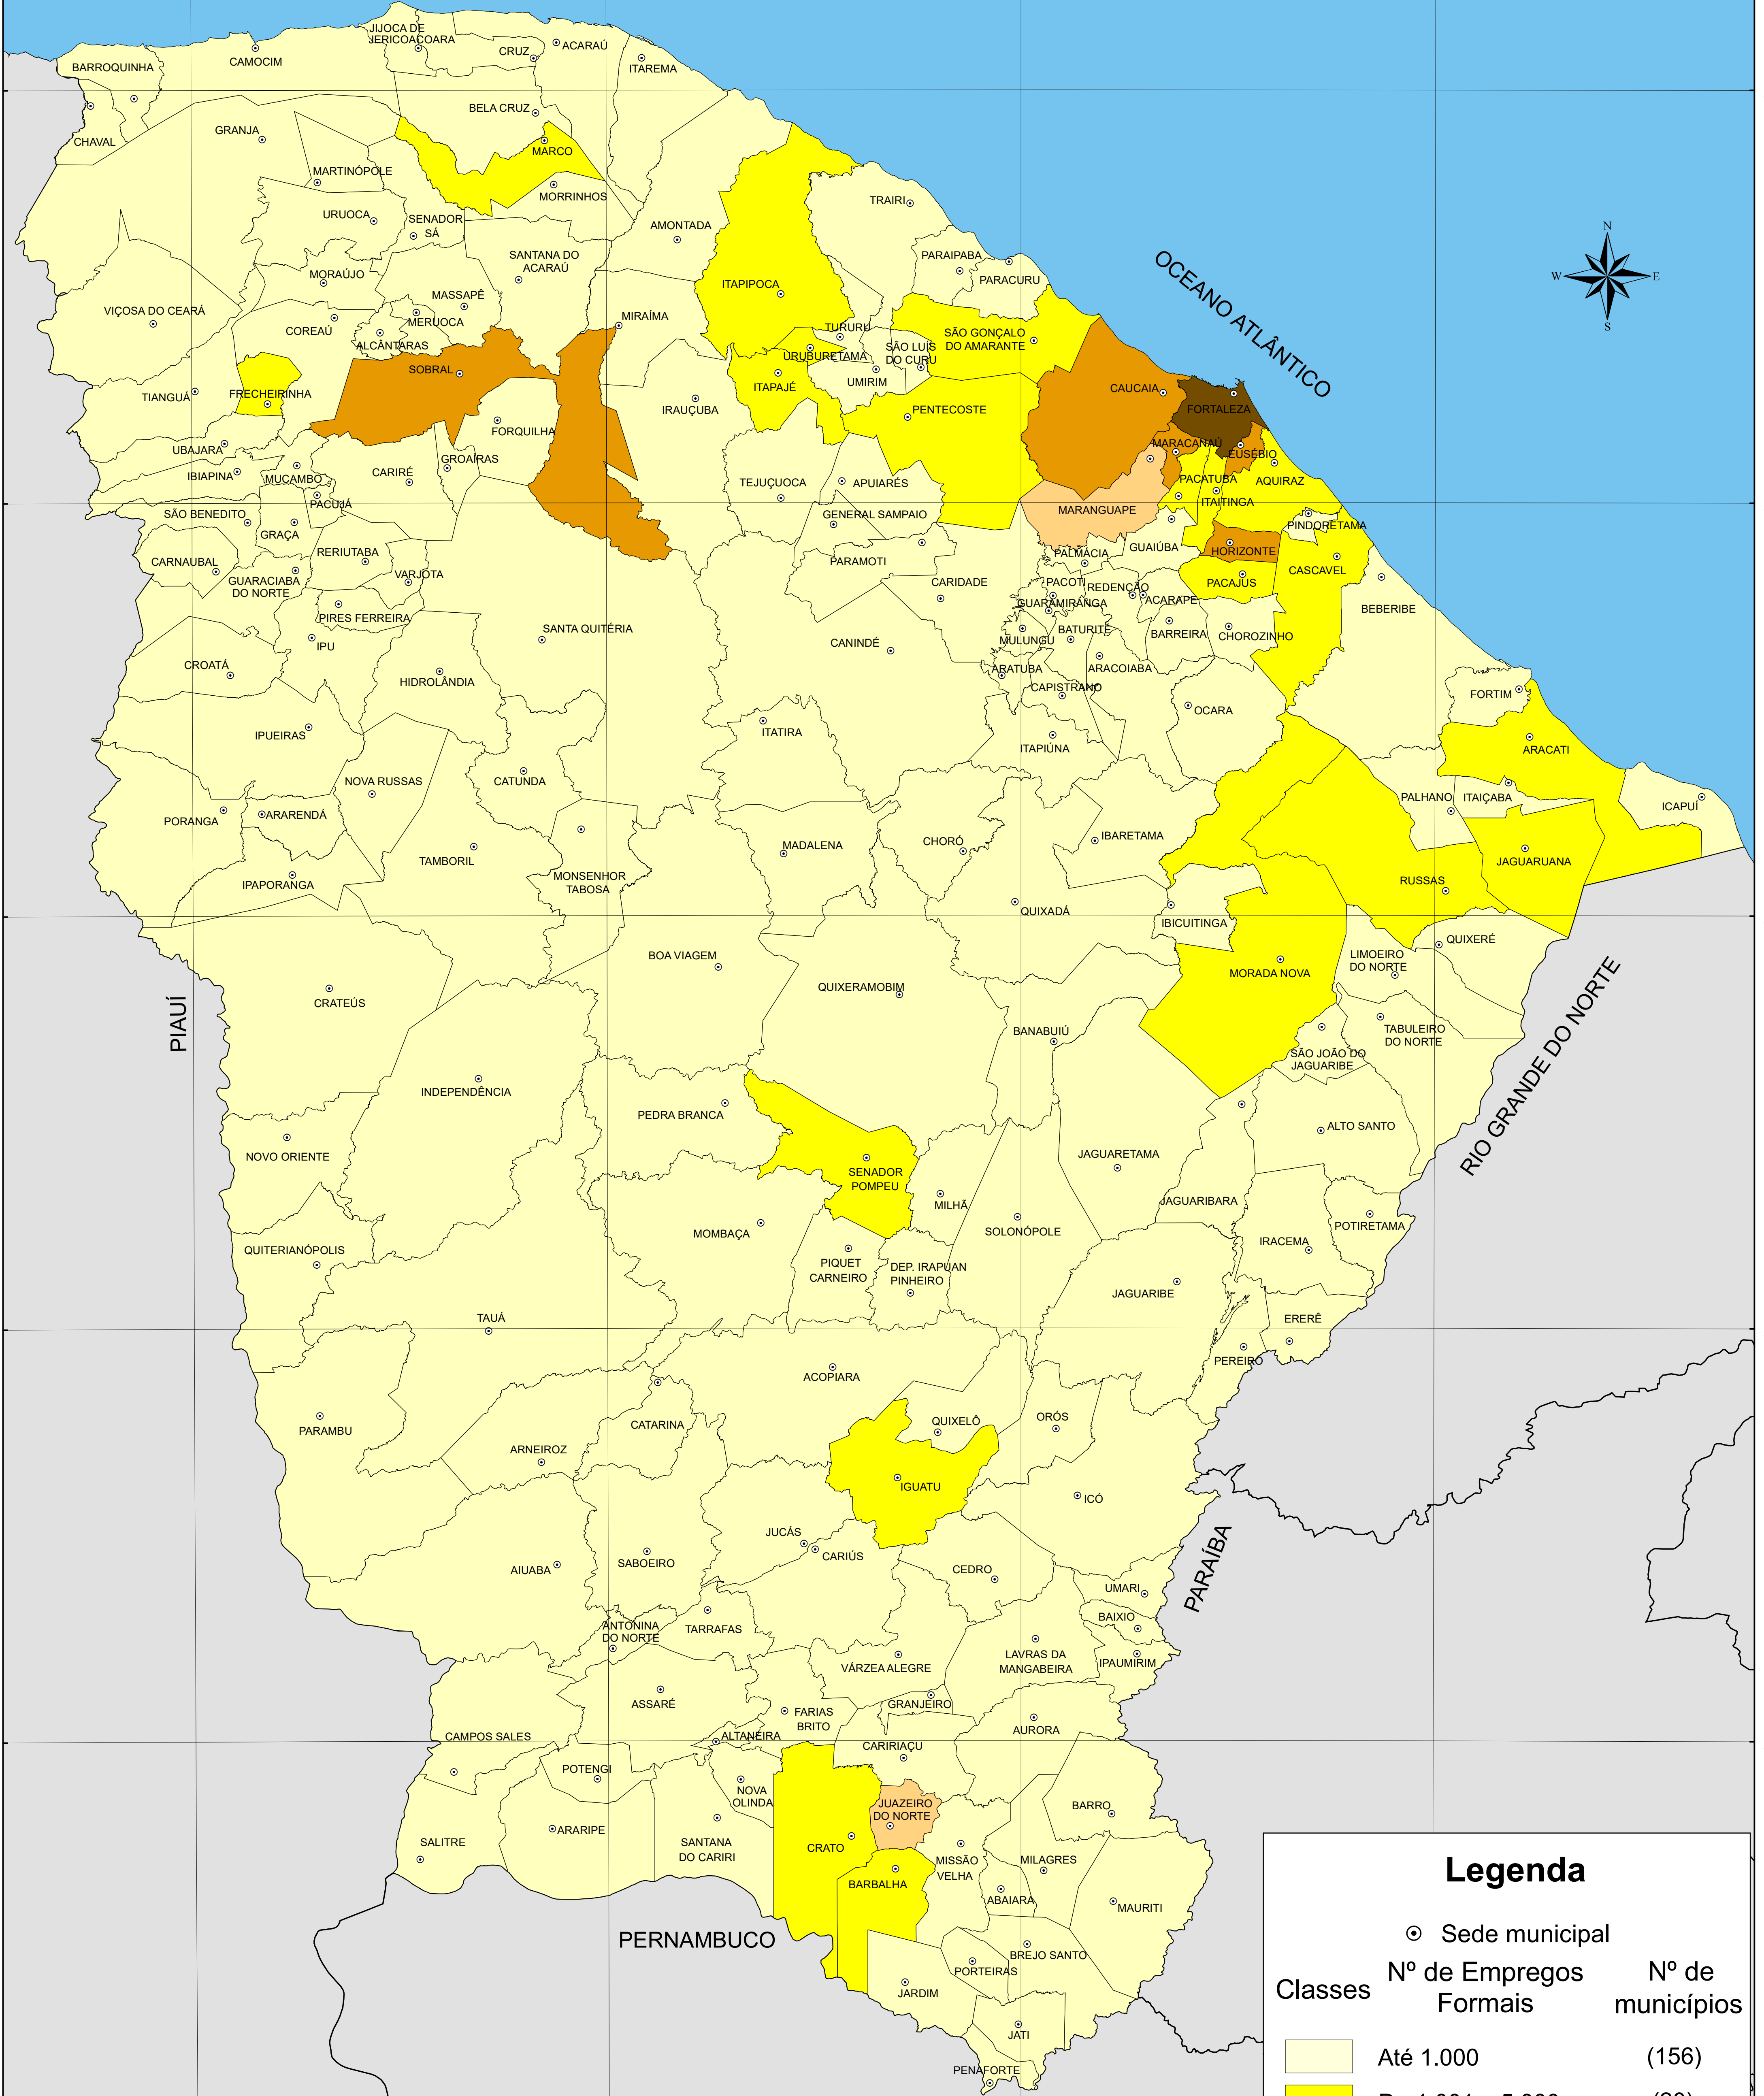 JIJOCA DE
JERICOACOARA
CRUZ
ACARAÚ
BARROQUINHA
CAMOCIM
ITAREMA
CHAVAL
GRANJA
BELA CRUZ
MARCO
MARTINÓPOLE
MORRINHOS
URUOCA
SENADOR
SÁ
AMONTADA
TRAIRI
N
W
E
S
OCEANO ATLÂNTICO
MORAÚJO
SANTANA DO
ACARAÚ
MASSAPÊ
ITAPIPOCA
PARAIPABA
PARACURU
VIÇOSA DO CEARÁ
COREAÚ
MERUOCA
ALCÂNTARAS
MIRAÍMA
TURURU
URUBURETAMA
SÃO LUÍS
DO CURU
SÃO GONÇALO
DO AMARANTE
SOBRAL
TIANGUÁ
FRECHEIRINHA
ITAPAJÉ
UMIRIM
CAUCAIA
FORTALEZA
IRAUÇUBA
PENTECOSTE
UBAJARA
FORQUILHA
MARACANAÚ
EUSÉBIO
IBIAPINA
MUCAMBO
CARIRÉ
GROAÍRAS
TEJUÇUOCA
APUIARÉS
PACATUBA
AQUIRAZ
PACUJÁ
ITAITINGA
SÃO BENEDITO
GRAÇA
GENERAL SAMPAIO
MARANGUAPE
PINDORETAMA
CARNAUBAL
RERIUTABA
PARAMOTI
PALMÁCIA
GUAIÚBA
HORIZONTE
GUARACIABA
DO NORTE
VARJOTA
CARIDADE
PACOTI
REDENÇÃO
PACAJUS
CASCAVEL
PIRES FERREIRA
GUARAMIRANGA
ACARAPE
BEBERIBE
IPU
SANTA QUITÉRIA
CANINDÉ
MULUNGU
BATURITÉ
BARREIRA
CHOROZINHO
CROATÁ
HIDROLÂNDIA
ARATUBA
ARACOIABA
CAPISTRANO
FORTIM
OCARA
IPUEIRAS
ITATIRA
ITAPIÚNA
ARACATI
NOVA RUSSAS
CATUNDA
PALHANO
ITAIÇABA
ICAPUÍ
PORANGA
ARARENDÁ
TAMBORIL
MADALENA
CHORÓ
IBARETAMA
JAGUARUANA
IPAPORANGA
MONSENHOR
TABOSA
RUSSAS
QUIXADÁ
IBICUITINGA
BOA VIAGEM
QUIXERÉ
LIMOEIRO
DO NORTE
MORADA NOVA
PIAUÍ
CRATEÚS
QUIXERAMOBIM
BANABUIÚ
TABULEIRO
DO NORTE
SÃO JOÃO DO
JAGUARIBE
RIO GRANDE DO NORTE
INDEPENDÊNCIA
PEDRA BRANCA
ALTO SANTO
NOVO ORIENTE
JAGUARETAMA
SENADOR
POMPEU
MILHÃ
JAGUARIBARA
MOMBAÇA
SOLONÓPOLE
POTIRETAMA
IRACEMA
QUITERIANÓPOLIS
PIQUET
CARNEIRO
DEP. IRAPUAN
PINHEIRO
JAGUARIBE
TAUÁ
ERERÊ
PEREIRO
ACOPIARA
PARAMBU
CATARINA
QUIXELÔ
ORÓS
ARNEIROZ
IGUATU
ICÓ
JUCÁS
CARIÚS
AIUABA
SABOEIRO
CEDRO
UMARI
PARAÍBA
BAIXIO
ANTONINA
DO NORTE
TARRAFAS
VÁRZEA ALEGRE
LAVRAS DA
MANGABEIRA
IPAUMIRIM
ASSARÉ
GRANJEIRO
FARIAS
BRITO
AURORA
CAMPOS SALES
ALTANEIRA
CARIRIAÇU
POTENGI
NOVA
OLINDA
JUAZEIRO
DO NORTE
BARRO
ARARIPE
SALITRE
SANTANA
DO CARIRI
CRATO
MISSÃO
VELHA
MILAGRES
BARBALHA
ABAIARA
MAURITI
PERNAMBUCO
BREJO SANTO
PORTEIRAS
JARDIM
JATI
PENAFORTE
Legenda
Sede municipal
Classes
Nº de Empregos
Formais
Nº de
municípios
Até 1.000
(156)